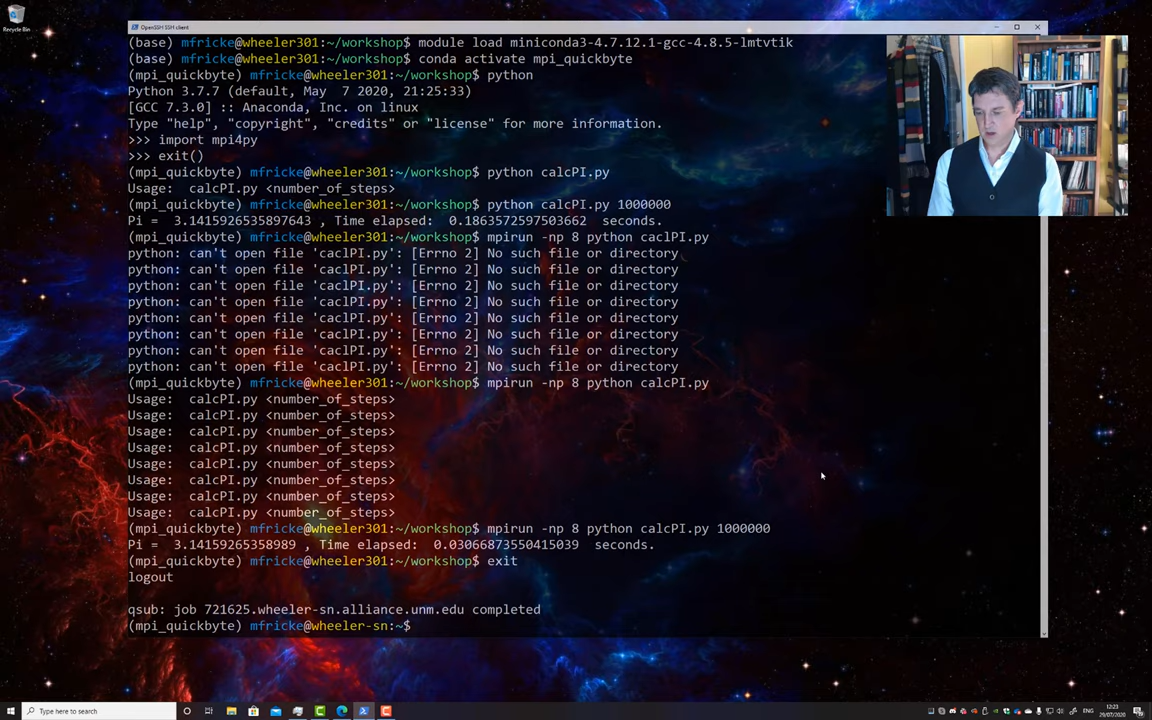 Recycle Bin
OpenSSH SSH client
(base) mfricke@wheeler301:~/workshop$ module load miniconda3-4.7.12.1-gcc-4.8.5-lmtvtik
(base) mfricke@wheeler301:~/workshop$ conda activate mpi_quickbyte
(mpi_quickbyte) mfricke@wheeler301:~/workshop$ python
Python 3.7.7 (default, May  7 2020, 21:25:33)
[GCC 7.3.0] :: Anaconda, Inc. on linux
Type "help", "copyright", "credits" or "license" for more information.
>>> import mpi4py
>>> exit()
(mpi_quickbyte) mfricke@wheeler301:~/workshop$ python calcPI.py
Usage:  calcPI.py <number_of_steps>
(mpi_quickbyte) mfricke@wheeler301:~/workshop$ python calcPI.py 1000000
Pi =  3.1415926535897643 , Time elapsed:  0.1863572597503662  seconds.
(mpi_quickbyte) mfricke@wheeler301:~/workshop$ mpirun -np 8 python caclPI.py
python: can't open file 'caclPI.py': [Errno 2] No such file or directory
python: can't open file 'caclPI.py': [Errno 2] No such file or directory
python: can't open file 'caclPI.py': [Errno 2] No such file or directory
python: can't open file 'caclPI.py': [Errno 2] No such file or directory
python: can't open file 'caclPI.py': [Errno 2] No such file or directory
python: can't open file 'caclPI.py': [Errno 2] No such file or directory
python: can't open file 'caclPI.py': [Errno 2] No such file or directory
python: can't open file 'caclPI.py': [Errno 2] No such file or directory
(mpi_quickbyte) mfricke@wheeler301:~/workshop$ mpirun -np 8 python calcPI.py
Usage:  calcPI.py <number_of_steps>
Usage:  calcPI.py <number_of_steps>
Usage:  calcPI.py <number_of_steps>
Usage:  calcPI.py <number_of_steps>
Usage:  calcPI.py <number_of_steps>
Usage:  calcPI.py <number_of_steps>
Usage:  calcPI.py <number_of_steps>
Usage:  calcPI.py <number_of_steps>
(mpi_quickbyte) mfricke@wheeler301:~/workshop$ mpirun -np 8 python calcPI.py 1000000
Pi =  3.14159265358989 , Time elapsed:  0.03066873550415039  seconds.
(mpi_quickbyte) mfricke@wheeler301:~/workshop$ exit
logout
qsub: job 721625.wheeler-sn.alliance.unm.edu completed
(mpi_quickbyte) mfricke@wheeler-sn:~$
Type here to search
ENG
12:23
29/07/2020